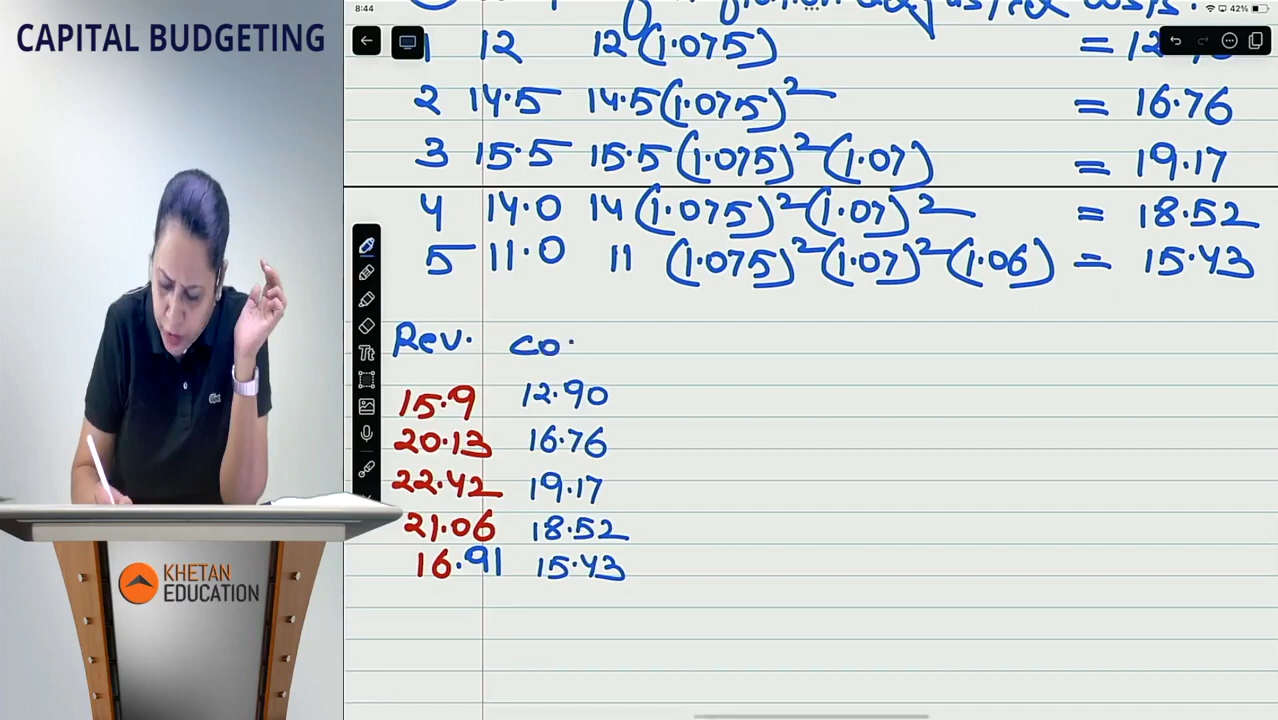 CAPITAL BUDGETING
8:44
42%
1 12 12(1.075) = 12.90
2 14.5 14.5(1.075)² = 16.76
3 15.5 15.5(1.075)²(1.07) = 19.17
4 14.0 14(1.075)²(1.07)² = 18.52
5 11.0 11 (1.075)²(1.07)²(1.06) = 15.43
Tt
Rev. Co.
15.9 12.90
20.13 16.76
22.42 19.17
21.06 18.52
16.91 15.43
KHETAN
EDUCATION